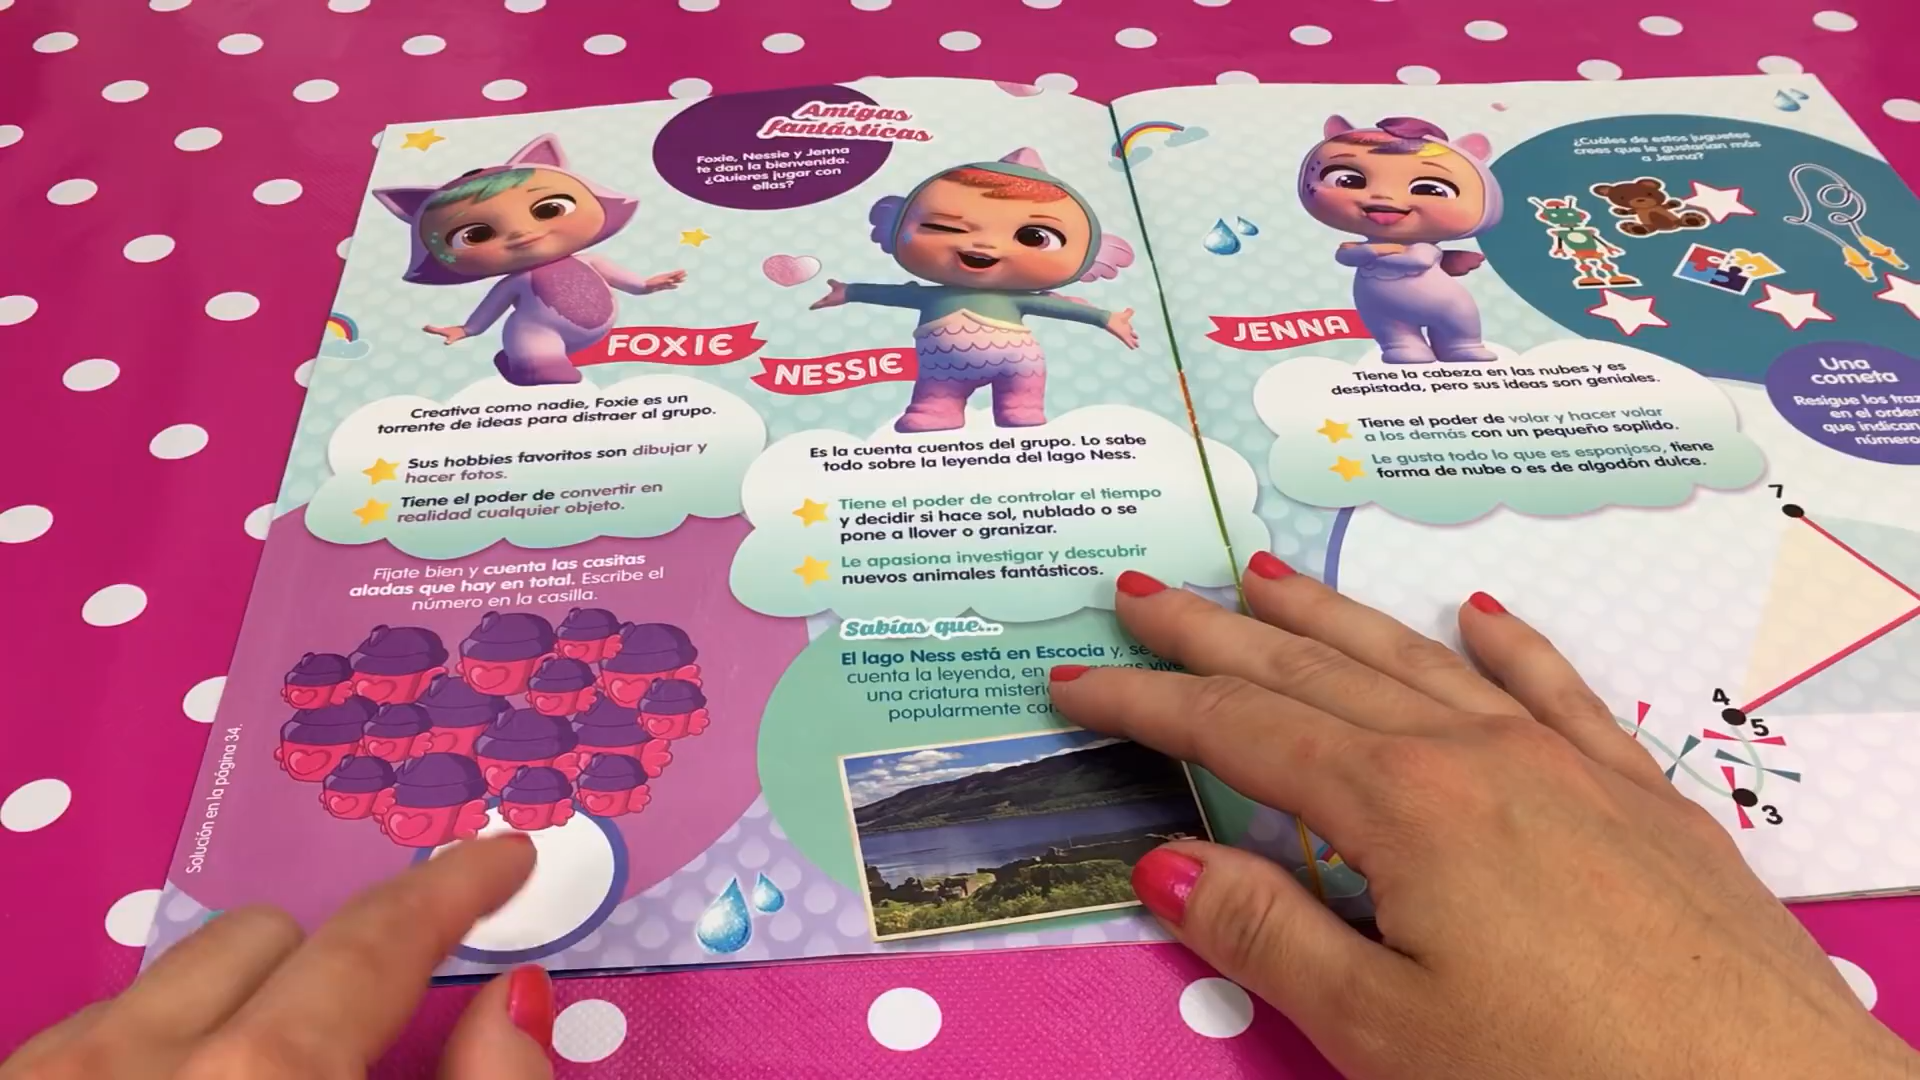 Amigas
fantásticas
Foxie, Nessie y Jenna
te dan la bienvenida.
¿Quieres jugar con
ellas?
FOXIE
Creativa como nadie, Foxie es un
torrente de ideas para distraer al grupo.
Sus hobbies favoritos son dibujar y
hacer fotos.
Tiene el poder de convertir en
realidad cualquier objeto.
NESSIE
Es la cuenta cuentos del grupo. Lo sabe
todo sobre la leyenda del lago Ness.
Tiene el poder de controlar el tiempo
y decidir si hace sol, nublado o se
pone a llover o granizar.
Le apasiona investigar y descubrir
nuevos animales fantásticos.
Fíjate bien y cuenta las casitas
aladas que hay en total. Escribe el
número en la casilla.
Solución en la página 34.
Sabías que...
El lago Ness está en Escocia y,
cuenta la leyenda, en
una criatura
popularmente
JENNA
Tiene la cabeza en las nubes y es
despistada, pero sus ideas son geniales.
Tiene el poder de volar y hacer volar
a los demás con un pequeño soplido.
Le gusta todo lo que es esponjoso, tiene
forma de nube o es de algodón dulce.
¿Cuáles de estos juguetes
crees que le gustarían más
a Jenna?
Una
cometa
Resigue los
en el
que
7
4
5
3